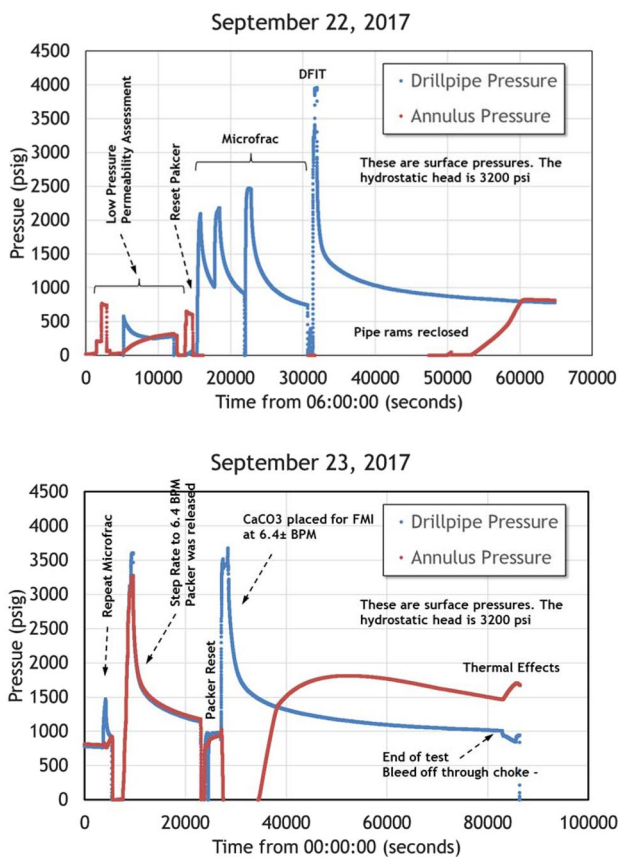 September 22, 2017
4500
4000
3500
3000
2500
2000
1500
1000
500
0
Pressue (psig)
Low Pressure
Permeability Assessment
Reset Pakcer
Microfrac
DFIT
Drillpipe Pressure
Annulus Pressure
These are surface pressures. The
hydrostatic head is 3200 psi
Pipe rams reclosed
0 10000 20000 30000 40000 50000 60000 70000
Time from 06:00:00 (seconds)
September 23, 2017
4500
4000
3500
3000
2500
2000
1500
1000
500
0
Pressue (psig)
Repeat Microfrac
Step Rate to 6.4 BPM
Packer was released
Packer Reset
CaCO3 placed for FMI
at 6.4± BPM
Drillpipe Pressure
Annulus Pressure
These are surface pressures. The
hydrostatic head is 3200 psi
Thermal Effects
End of test
Bleed off through choke -
0 20000 40000 60000 80000 100000
Time from 00:00:00 (seconds)